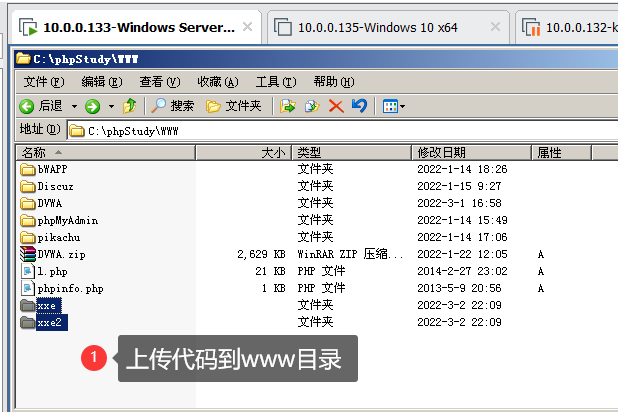 10.0.0.133-Windows Server... × 10.0.0.135-Windows 10 x64 × 10.0.0.132-k
C:\phpStudy\WWW
文件(F) 编辑(E) 查看(V) 收藏(A) 工具(T) 帮助(H)
后退 搜索 文件夹
地址(D) C:\phpStudy\WWW
名称 大小 类型 修改日期 属性
bWAPP 文件夹 2022-1-14 18:26
Discuz 文件夹 2022-1-15 9:27
DVWA 文件夹 2022-3-1 16:58
phpMyAdmin 文件夹 2022-1-14 15:49
pikachu 文件夹 2022-1-14 17:06
DVWA.zip 2,629 KB WinRAR ZIP 压缩... 2022-1-22 12:05 A
l.php 21 KB PHP 文件 2014-2-27 23:02 A
phpinfo.php 1 KB PHP 文件 2013-5-9 20:56 A
xxe 文件夹 2022-3-2 22:09
xxe2 文件夹 2022-3-2 22:09
1 上传代码到www目录